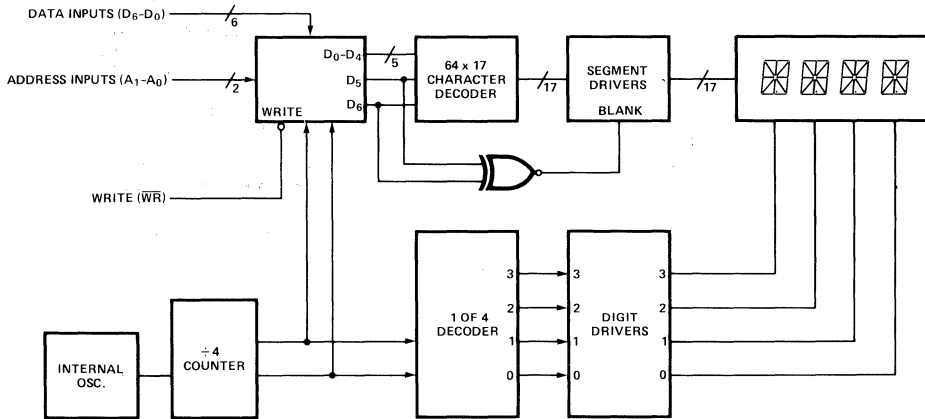 DATA INPUTS (D6-D0)
6
ADDRESS INPUTS (A1-A0)
2
WRITE
D0-D4
D5
D6
5
64 x 17
CHARACTER
DECODER
17
SEGMENT
DRIVERS
BLANK
17
WRITE (WR)
INTERNAL
OSC.
÷4
COUNTER
1 OF 4
DECODER
3
2
1
0
3
2
1
0
DIGIT
DRIVERS
3
2
1
0